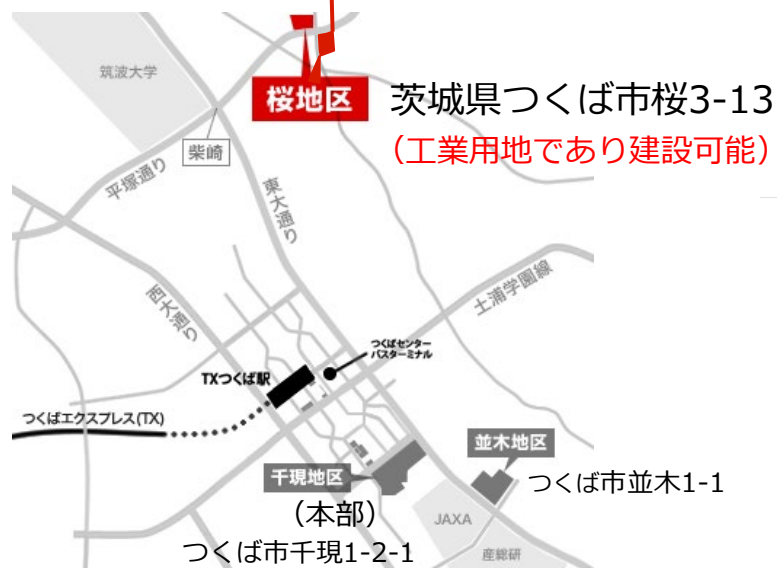 筑波大学
桜地区
茨城県つくば市桜3-13
（工業用地であり建設可能）
柴崎
平塚通り
東大通り
西大通り
土浦学園線
つくばセンター
バスターミナル
TXつくば駅
つくばエクスプレス(TX)
並木地区
つくば市並木1-1
千現地区
（本部）
つくば市千現1-2-1
JAXA
産総研